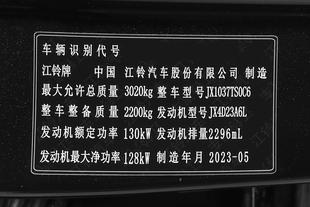 车辆识别代号
江铃牌 中国 江铃汽车股份有限公司 制造
最大允许总质量 3020kg 整车型号 JX1037TSC6
整车整备质量 2200kg 发动机型号 JX4D23A6L
发动机额定功率 130kW 发动机排量 2296mL
发动机最大净功率 128kW 制造年月 2023-05